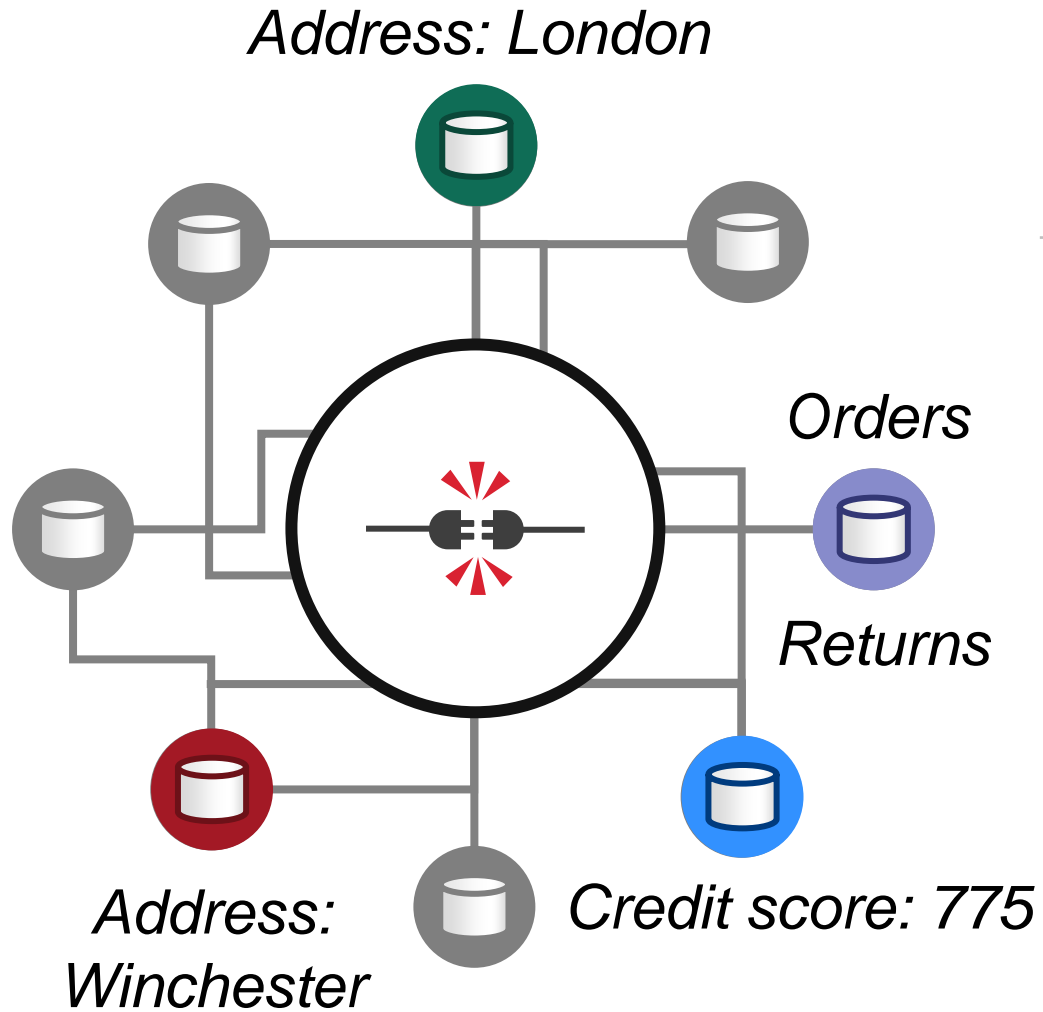 Address: London
Orders
Returns
Credit score: 775
Address:
Winchester